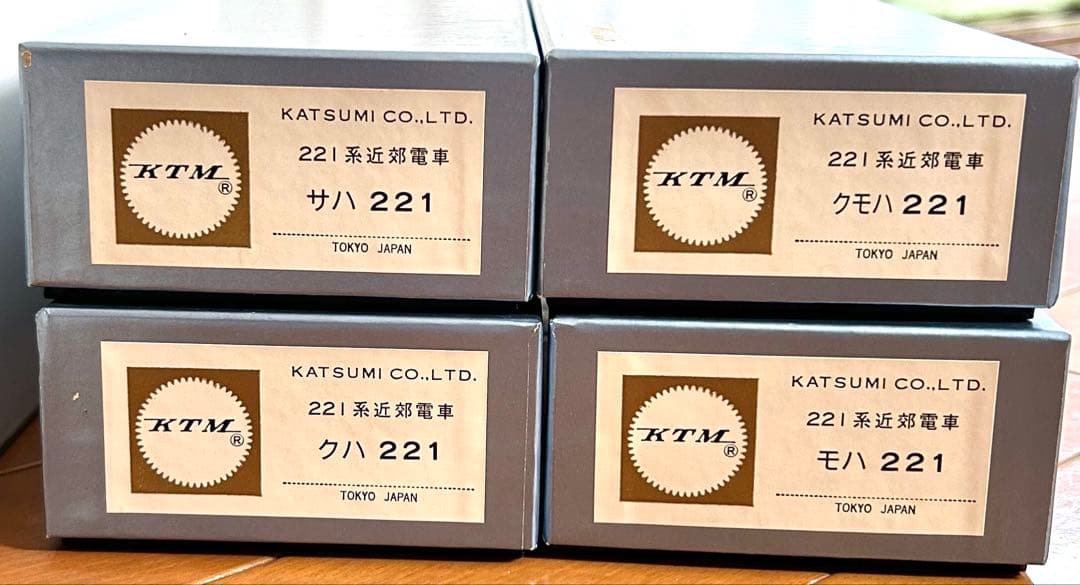 KTM
®
KATSUMI CO.,LTD.
221系近郊電車
サハ 221
TOKYO JAPAN
KTM
®
KATSUMI CO.,LTD.
221系近郊電車
クモハ 221
TOKYO JAPAN
KTM
®
KATSUMI CO.,LTD.
221系近郊電車
クハ 221
TOKYO JAPAN
KTM
®
KATSUMI CO.,LTD.
221系近郊電車
モハ 221
TOKYO JAPAN